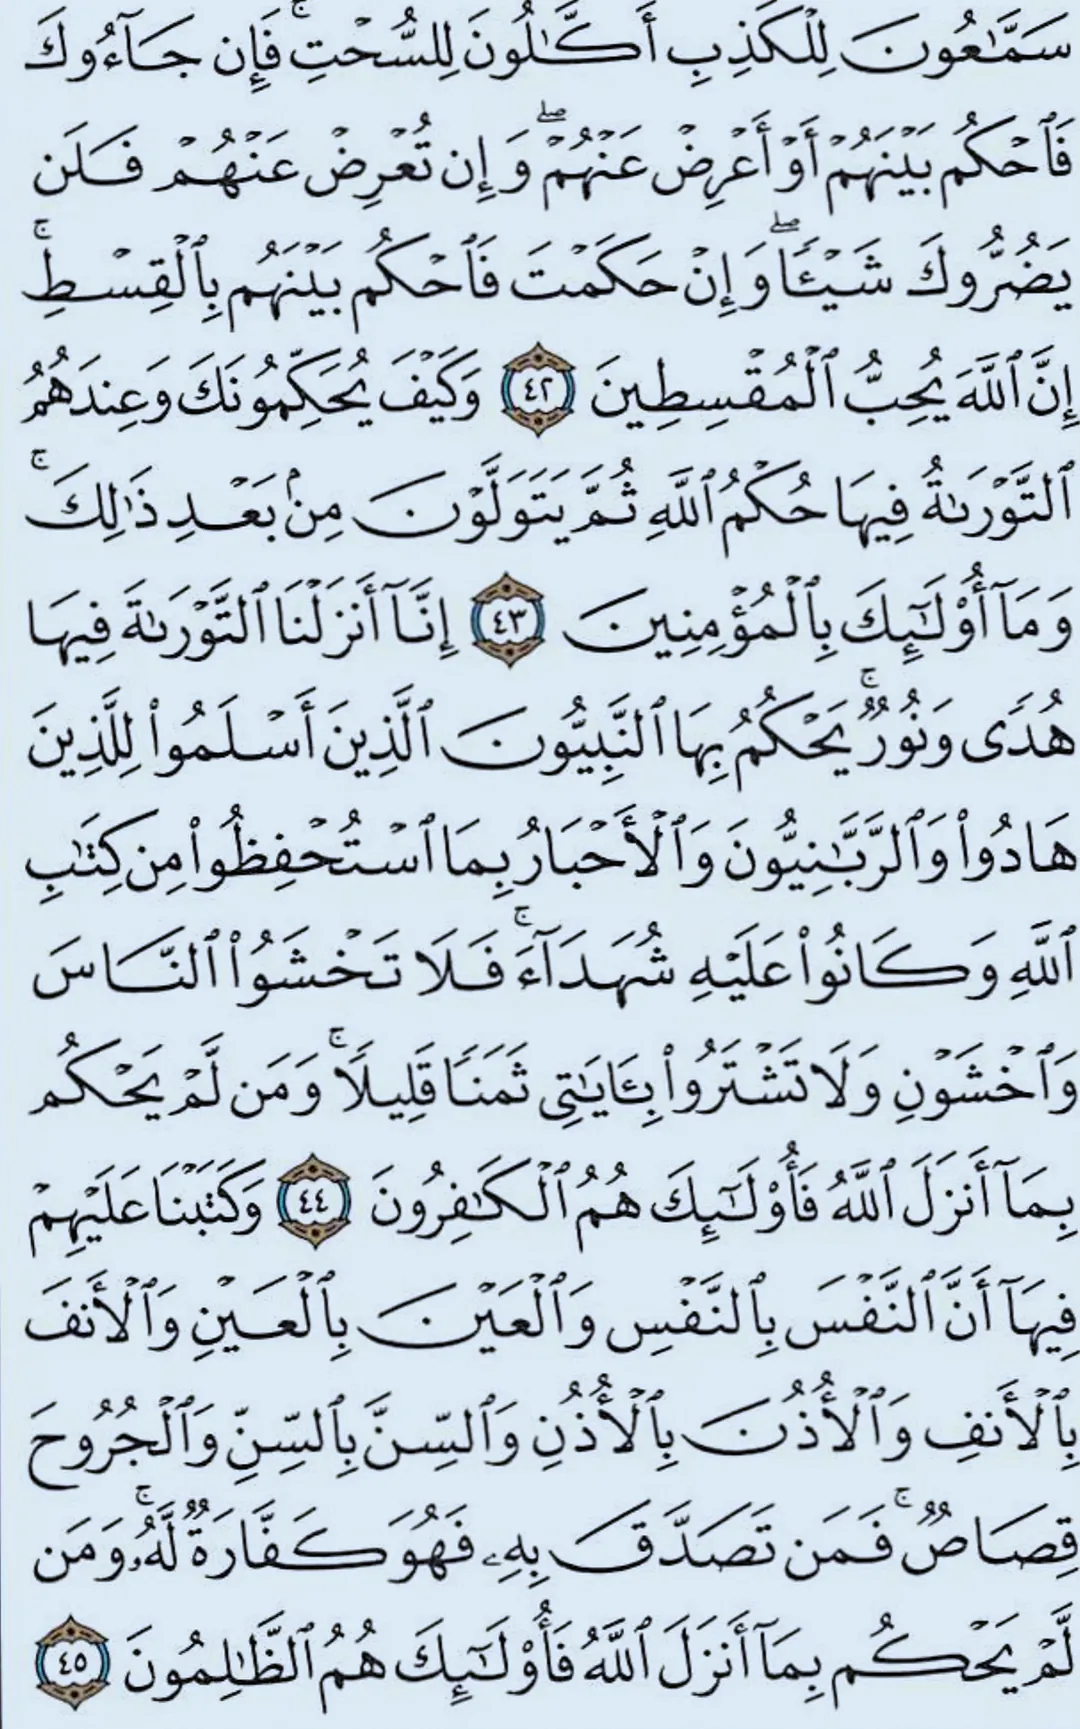 سَمَّٰعُونَ لِلۡكَذِبِ أَكَّٰلُونَ لِلسُّحۡتِۚ فَإِن جَآءُوكَ
فَٱحۡكُم بَيۡنَهُمۡ أَوۡ أَعۡرِضۡ عَنۡهُمۡۖ وَإِن تُعۡرِضۡ عَنۡهُمۡ فَلَن
يَضُرُّوكَ شَيۡـٔٗاۖ وَإِنۡ حَكَمۡتَ فَٱحۡكُم بَيۡنَهُم بِٱلۡقِسۡطِۚ
إِنَّ ٱللَّهَ يُحِبُّ ٱلۡمُقۡسِطِينَ ٤٢ وَكَيۡفَ يُحَكِّمُونَكَ وَعِندَهُمُ
ٱلتَّوۡرَىٰةُ فِيهَا حُكۡمُ ٱللَّهِ ثُمَّ يَتَوَلَّوۡنَ مِنۢ بَعۡدِ ذَٰلِكَۚ
وَمَآ أُوْلَٰٓئِكَ بِٱلۡمُؤۡمِنِينَ ٤٣ إِنَّآ أَنزَلۡنَا ٱلتَّوۡرَىٰةَ فِيهَا
هُدٗى وَنُورٞۚ يَحۡكُمُ بِهَا ٱلنَّبِيُّونَ ٱلَّذِينَ أَسۡلَمُواْ لِلَّذِينَ
هَادُواْ وَٱلرَّبَّٰنِيُّونَ وَٱلۡأَحۡبَارُ بِمَا ٱسۡتُحۡفِظُواْ مِن كِتَٰبِ
ٱللَّهِ وَكَانُواْ عَلَيۡهِ شُهَدَآءَۚ فَلَا تَخۡشَوُاْ ٱلنَّاسَ
وَٱخۡشَوۡنِ وَلَا تَشۡتَرُواْ بِـَٔايَٰتِي ثَمَنٗا قَلِيلٗاۚ وَمَن لَّمۡ يَحۡكُم
بِمَآ أَنزَلَ ٱللَّهُ فَأُوْلَٰٓئِكَ هُمُ ٱلۡكَٰفِرُونَ ٤٤ وَكَتَبۡنَا عَلَيۡهِمۡ
فِيهَآ أَنَّ ٱلنَّفۡسَ بِٱلنَّفۡسِ وَٱلۡعَيۡنَ بِٱلۡعَيۡنِ وَٱلۡأَنفَ
بِٱلۡأَنفِ وَٱلۡأُذُنَ بِٱلۡأُذُنِ وَٱلسِّنَّ بِٱلسِّنِّ وَٱلۡجُرُوحَ
قِصَاصٞۚ فَمَن تَصَدَّقَ بِهِۦ فَهُوَ كَفَّارَةٞ لَّهُۥۚ وَمَن
لَّمۡ يَحۡكُم بِمَآ أَنزَلَ ٱللَّهُ فَأُوْلَٰٓئِكَ هُمُ ٱلظَّٰلِمُونَ ٤٥